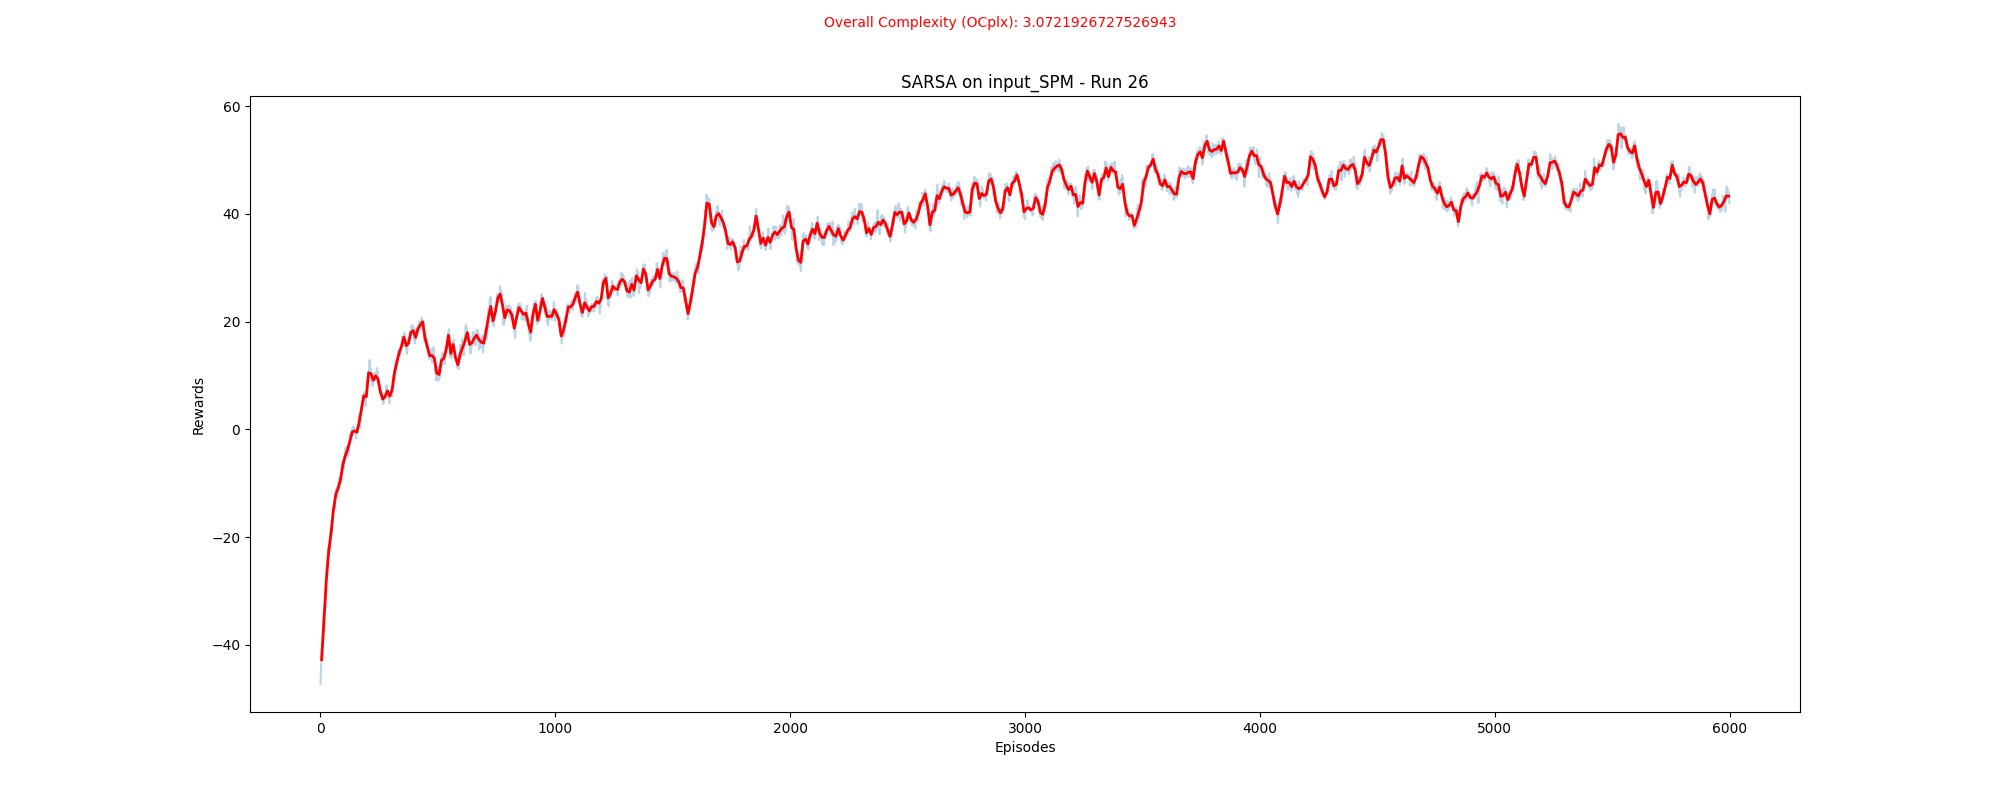 Overall Complexity (OCplx): 3.0721926727526943
SARSA on input_SPM - Run 26
60
40
20
0
−20
−40
Rewards
0 1000 2000 3000 4000 5000 6000
Episodes